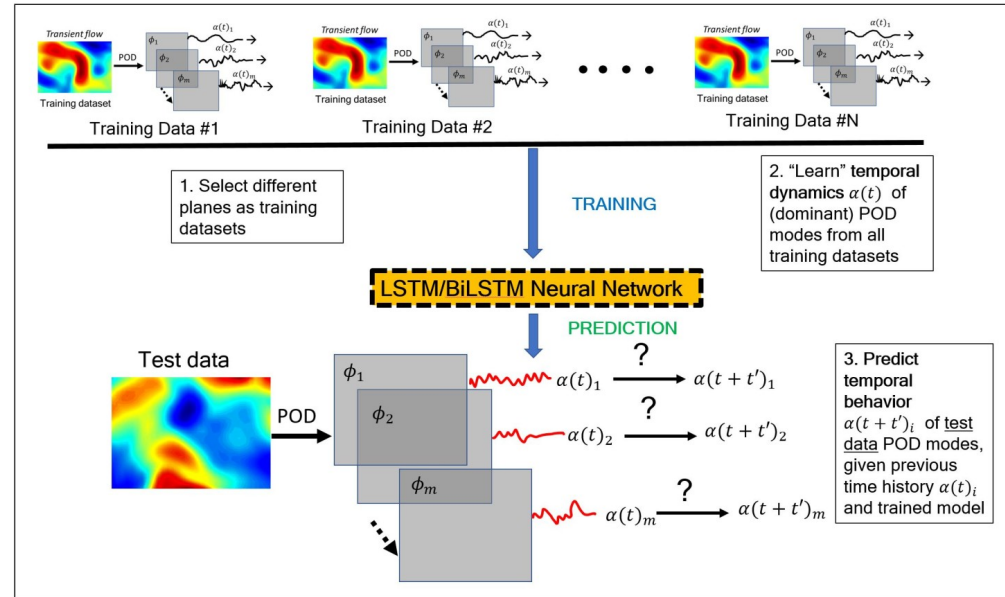 Transient flow
POD
ϕ₁
ϕ₂
ϕₘ
α(t)₁
α(t)₂
α(t)ₘ
Training dataset
Training Data #1
Transient flow
POD
ϕ₁
ϕ₂
ϕₘ
α(t)₁
α(t)₂
α(t)ₘ
Training dataset
Training Data #2
Transient flow
POD
ϕ₁
ϕ₂
ϕₘ
α(t)₁
α(t)₂
α(t)ₘ
Training dataset
Training Data #N
1. Select different
planes as training
datasets
TRAINING
2. “Learn” temporal
dynamics α(t) of
(dominant) POD
modes from all
training datasets
LSTM/BiLSTM Neural Network
PREDICTION
Test data
POD
ϕ₁
ϕ₂
ϕₘ
α(t)₁
?
α(t + t′)₁
α(t)₂
?
α(t + t′)₂
α(t)ₘ
?
α(t + t′)ₘ
3. Predict
temporal
behavior
α(t + t′)ᵢ of test
data POD modes,
given previous
time history α(t)ᵢ
and trained model